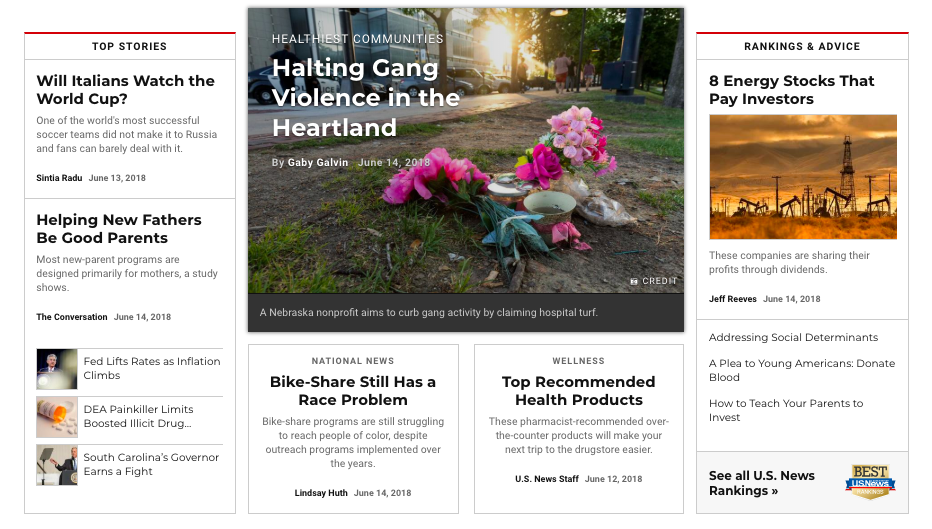 TOP STORIES
Will Italians Watch the
World Cup?
One of the world's most successful
soccer teams did not make it to Russia
and fans can barely deal with it.
Sintia Radu June 13, 2018
Helping New Fathers
Be Good Parents
Most new-parent programs are
designed primarily for mothers, a study
shows.
The Conversation June 14, 2018
Fed Lifts Rates as Inflation
Climbs
DEA Painkiller Limits
Boosted Illicit Drug...
South Carolina's Governor
Earns a Fight
HEALTHIEST COMMUNITIES
Halting Gang
Violence in the
Heartland
By Gaby Galvin June 14, 2018
CREDIT
A Nebraska nonprofit aims to curb gang activity by claiming hospital turf.
NATIONAL NEWS
Bike-Share Still Has a
Race Problem
Bike-share programs are still struggling
to reach people of color, despite
outreach programs implemented over
the years.
Lindsay Huth June 14, 2018
WELLNESS
Top Recommended
Health Products
These pharmacist-recommended over-
the-counter products will make your
next trip to the drugstore easier.
U.S. News Staff June 12, 2018
RANKINGS & ADVICE
8 Energy Stocks That
Pay Investors
These companies are sharing their
profits through dividends.
Jeff Reeves June 14, 2018
Addressing Social Determinants
A Plea to Young Americans: Donate
Blood
How to Teach Your Parents to
Invest
See all U.S. News
Rankings »
BEST
U.S.News
RANKINGS